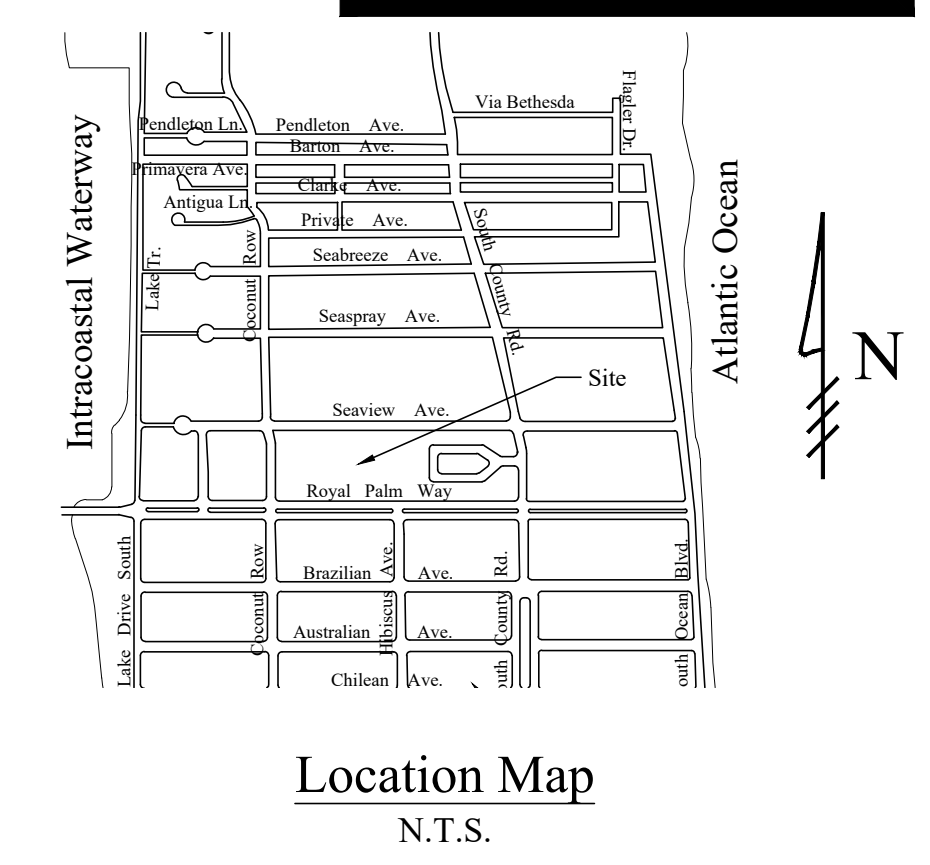 Via Bethesda
Flagler Dr.
Pendleton Ln.
Pendleton Ave.
Barton Ave.
Primavera Ave.
Clarke Ave.
Antigua Ln.
Private Ave.
Intracoastal Waterway
Atlantic Ocean
Lake Tr.
Coconut Row
South County Rd.
Seabreeze Ave.
Seaspray Ave.
N
Site
Seaview Ave.
Royal Palm Way
Lake Drive South
Coconut Row
Brazilian Ave.
Hibiscus Ave.
outh County Rd.
outh Ocean Blvd.
Australian Ave.
Chilean Ave.
Location Map
N.T.S.